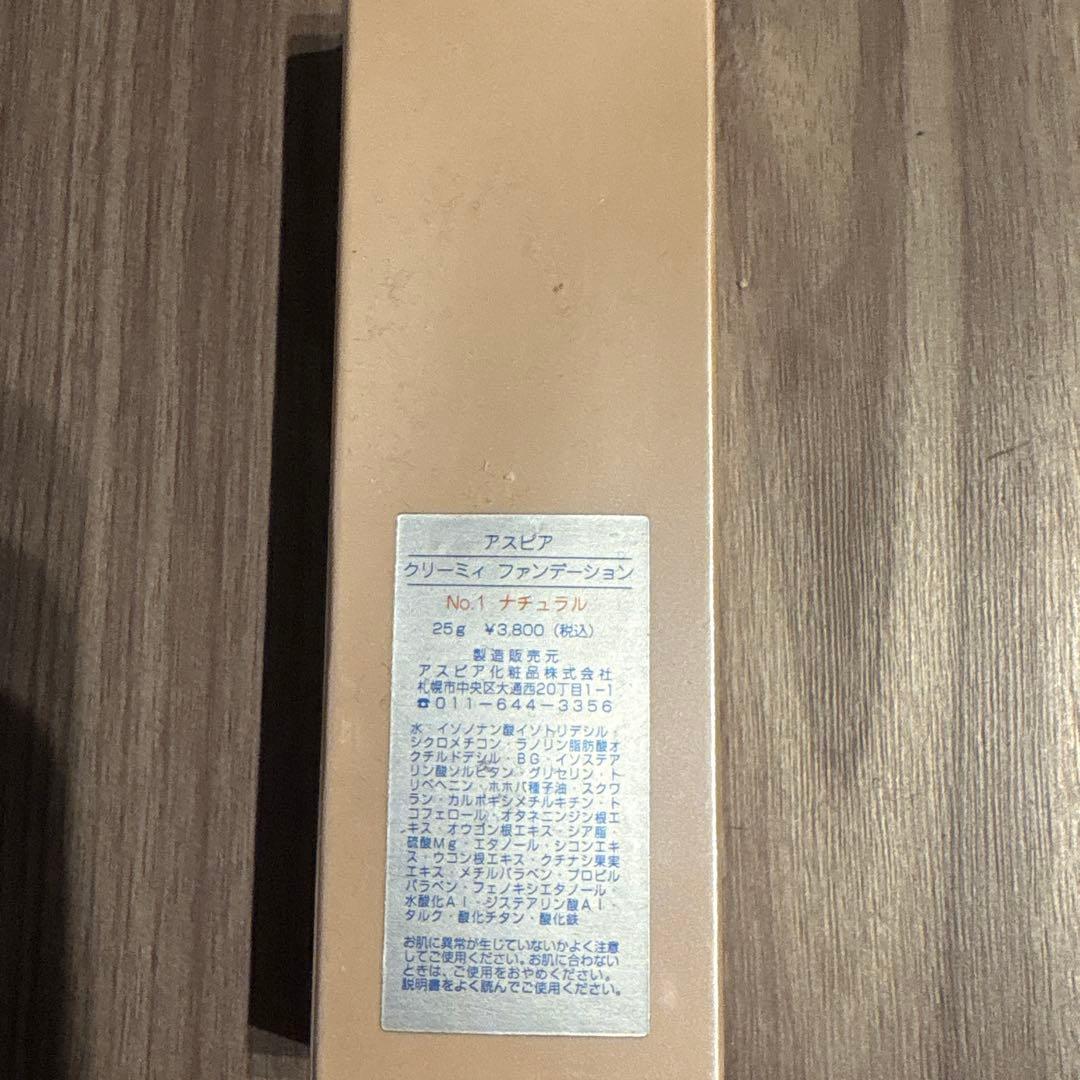 アスピア
クリーミィ ファンデーション
No.1 ナチュラル
25g ¥3,800(税込)
製造販売元
アスピア化粧品株式会社
札幌市中央区大通西20丁目1-1
☎011-644-3356
水・イソノナン酸イソトリデシル・
シクロメチコン・ラノリン脂肪酸オ
クチルドデシル・BG・イソステア
リン酸ソルビタン・グリセリン・ト
リベヘニン・ホホバ種子油・スクワ
ラン・カルボキシメチルキチン・ト
コフェロール・オタネニンジン根エ
キス・オウゴン根エキス・シア脂・
硫酸Mg・エタノール・シコンエキ
ス・ウコン根エキス・クチナシ果実
エキス・メチルパラベン・プロピル
パラベン・フェノキシエタノール・
水酸化Al・ジステアリン酸Al・
タルク・酸化チタン・酸化鉄
お肌に異常が生じていないかよく注意
してご使用ください。お肌に合わない
ときは、ご使用をおやめください。
説明書をよく読んでご使用ください。